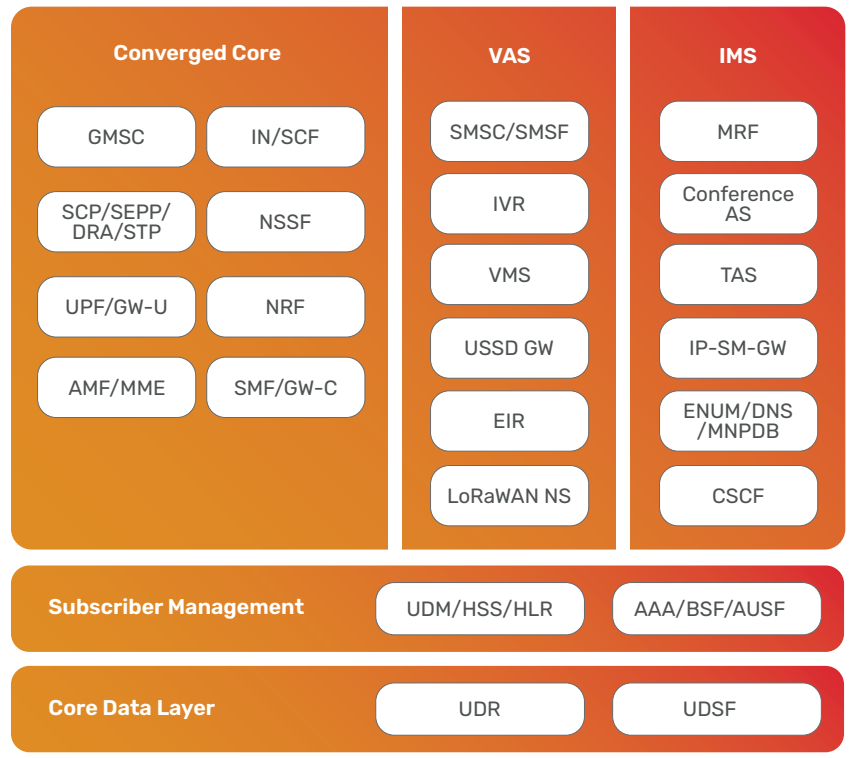 Converged Core
GMSC
IN/SCF
SCP/SEPP/
DRA/STP
NSSF
UPF/GW-U
NRF
AMF/MME
SMF/GW-C
VAS
SMSC/SMSF
IVR
VMS
USSD GW
EIR
LoRaWAN NS
IMS
MRF
Conference
AS
TAS
IP-SM-GW
ENUM/DNS
/MNPDB
CSCF
Subscriber Management
UDM/HSS/HLR
AAA/BSF/AUSF
Core Data Layer
UDR
UDSF